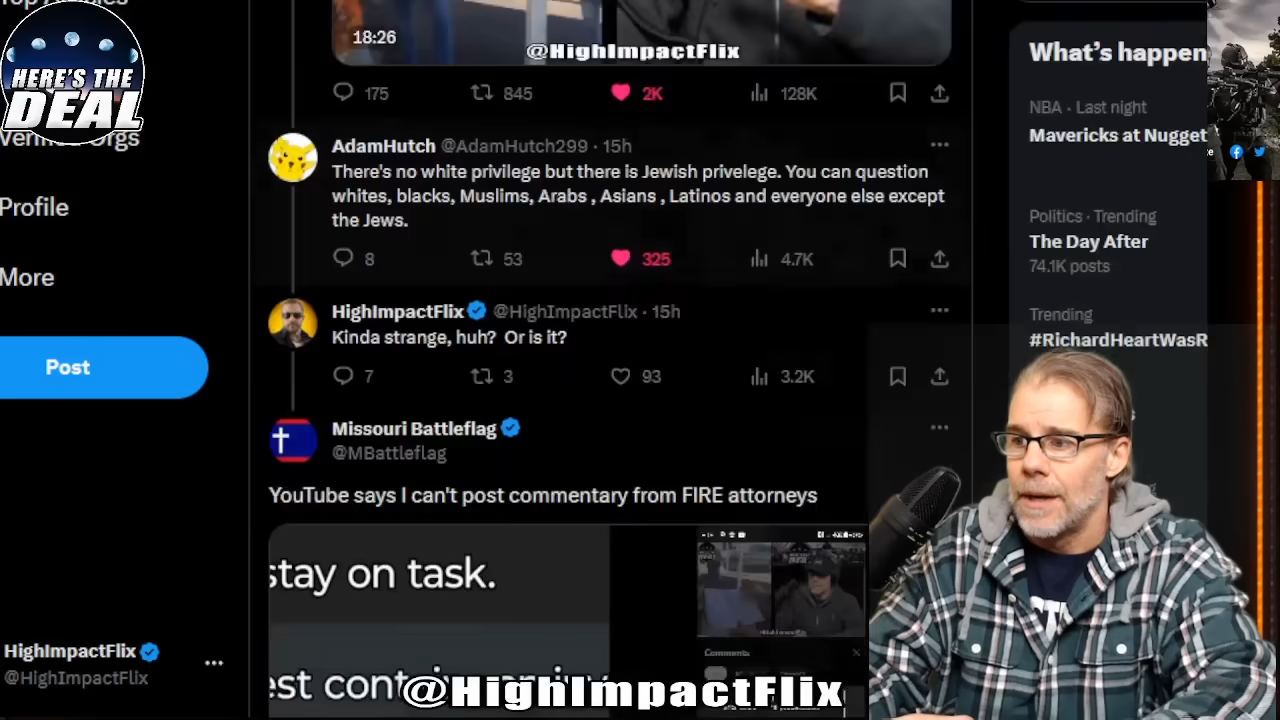 Profile
More
Post
HighImpactFlix
@HighImpactFlix
HERE'S THE
DEAL
18:26
@HighImpactFlix
175 845 2K 128K
AdamHutch @AdamHutch299 · 15h
There's no white privilege but there is Jewish privelege. You can question
whites, blacks, Muslims, Arabs , Asians , Latinos and everyone else except
the Jews.
8 53 325 4.7K
HighImpactFlix @HighImpactFlix · 15h
Kinda strange, huh? Or is it?
7 3 93 3.2K
Missouri Battleflag
@MBattleflag
YouTube says I can't post commentary from FIRE attorneys
stay on task.
Comments
@HighImpactFlix
What's happen
NBA · Last night
Mavericks at Nugget
Politics · Trending
The Day After
74.1K posts
Trending
#RichardHeartWasR